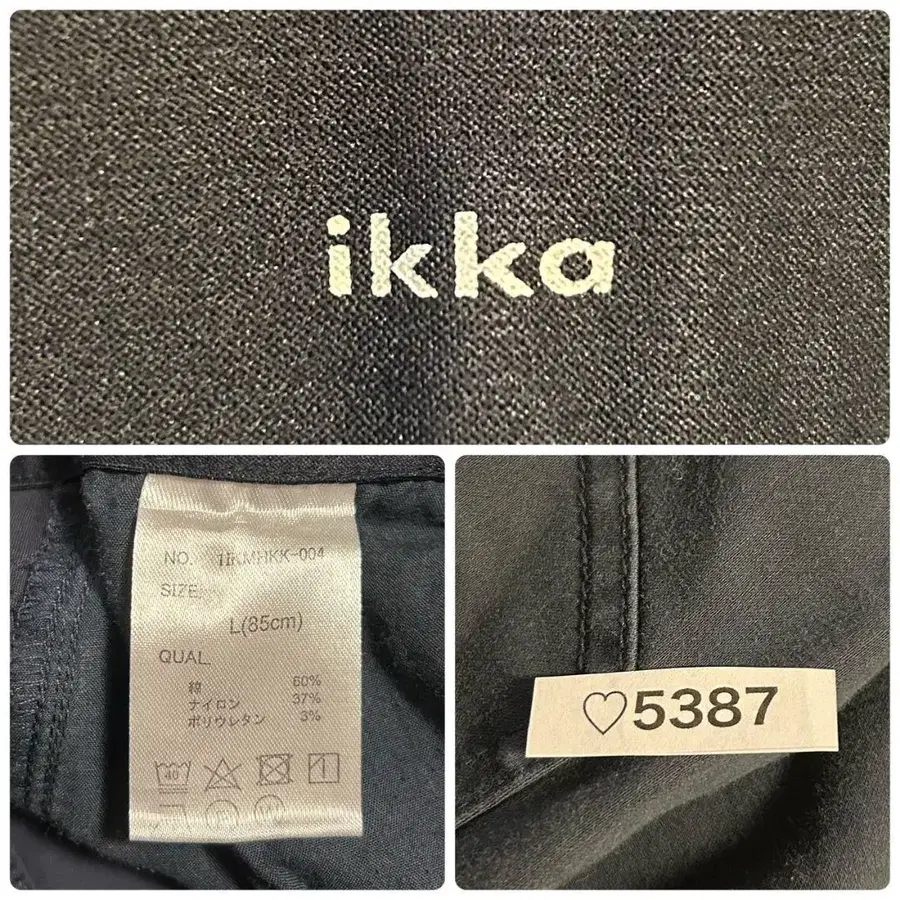 ikka
NO.
SIZE:
L(85cm)
QUAL
綿 60%
ナイロン 37%
ポリウレタン 3%
40
♡5387